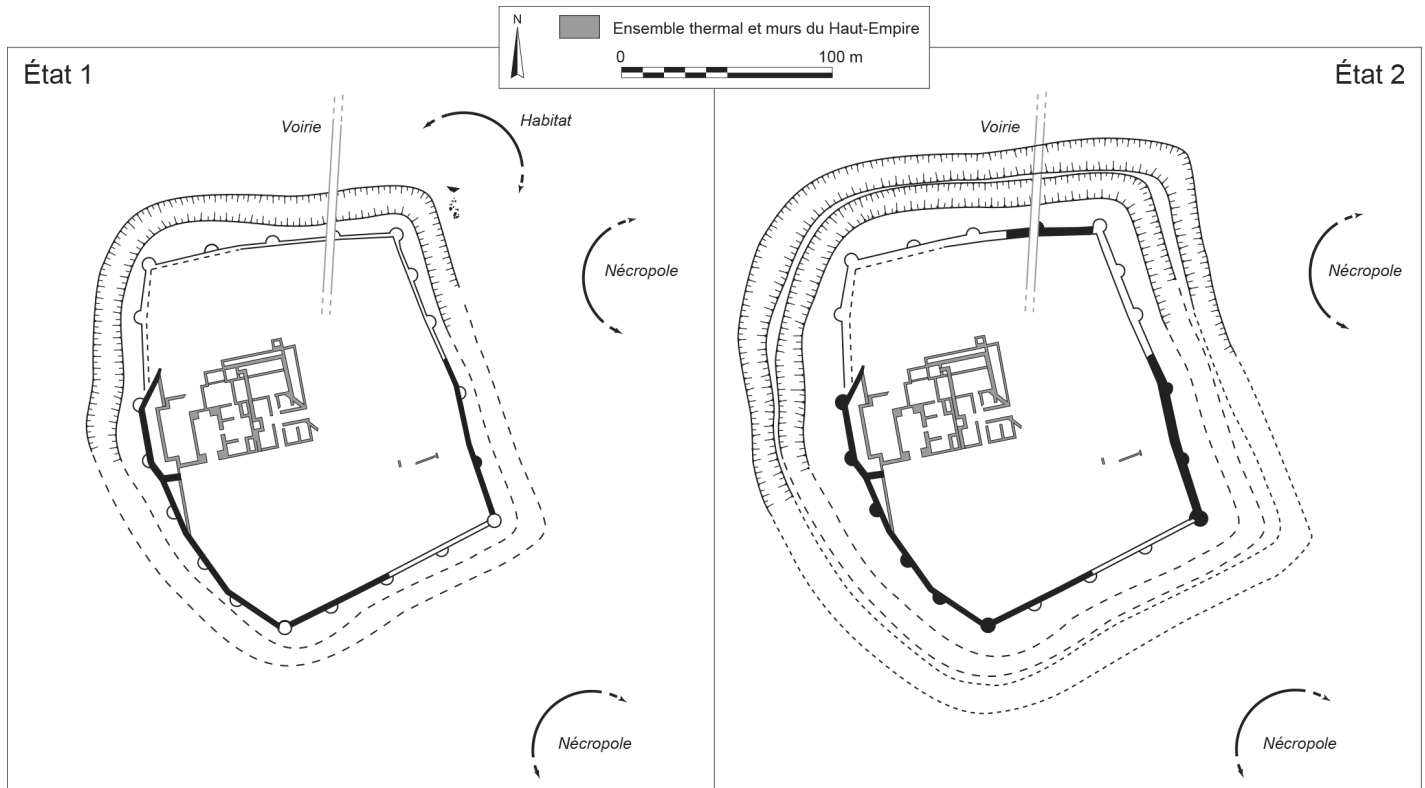 N
Ensemble thermal et murs du Haut-Empire
0 100 m
État 1
Voirie
Habitat
Nécropole
Nécropole
État 2
Voirie
Nécropole
Nécropole